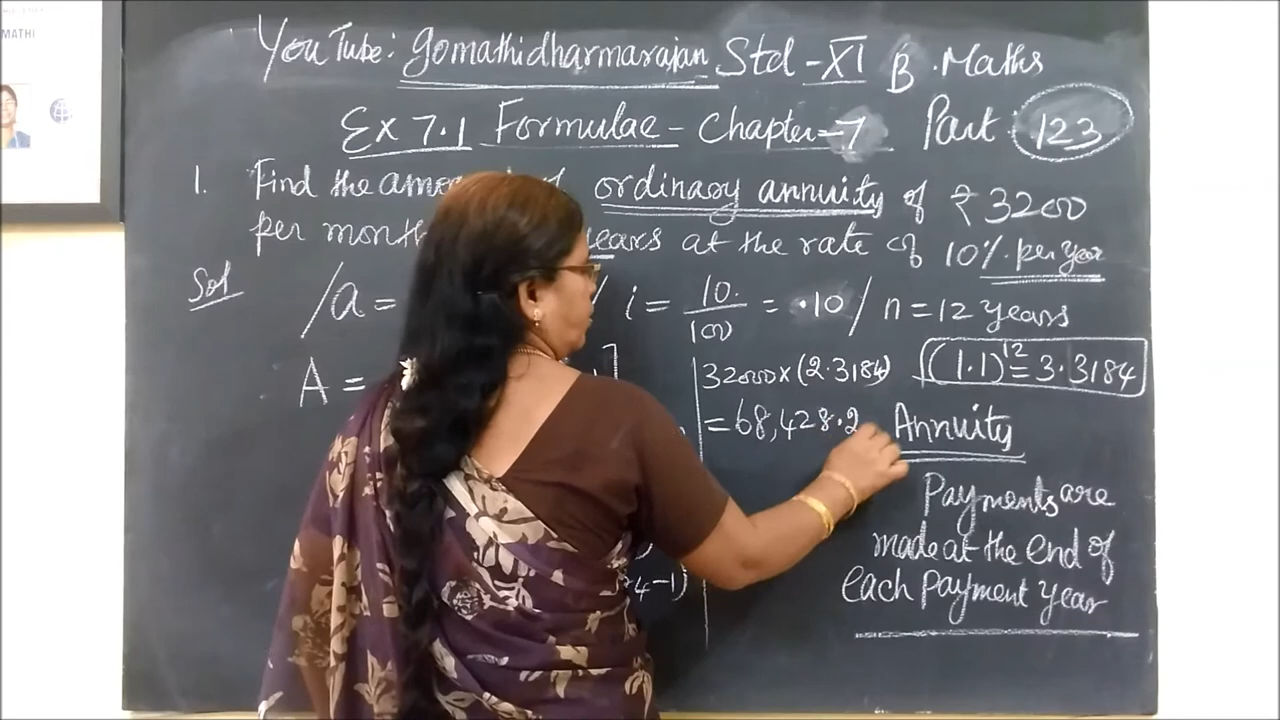 MATHI
YouTube: gomathidharmarajan Std - XI B. Maths
Ex 7.1 Formulae - Chapter - 7 Part 123
1. Find the ordinary annuity of ₹ 3200
per years at the rate of 10% per year
Sol /a = / i = 10/100 = .10 / n = 12 years
A = ] 32000 x (2.3184) (1.1)^12 = 3.3184
= 68,428.2 Annuity
Payments are
made at the end of
-1) each payment year